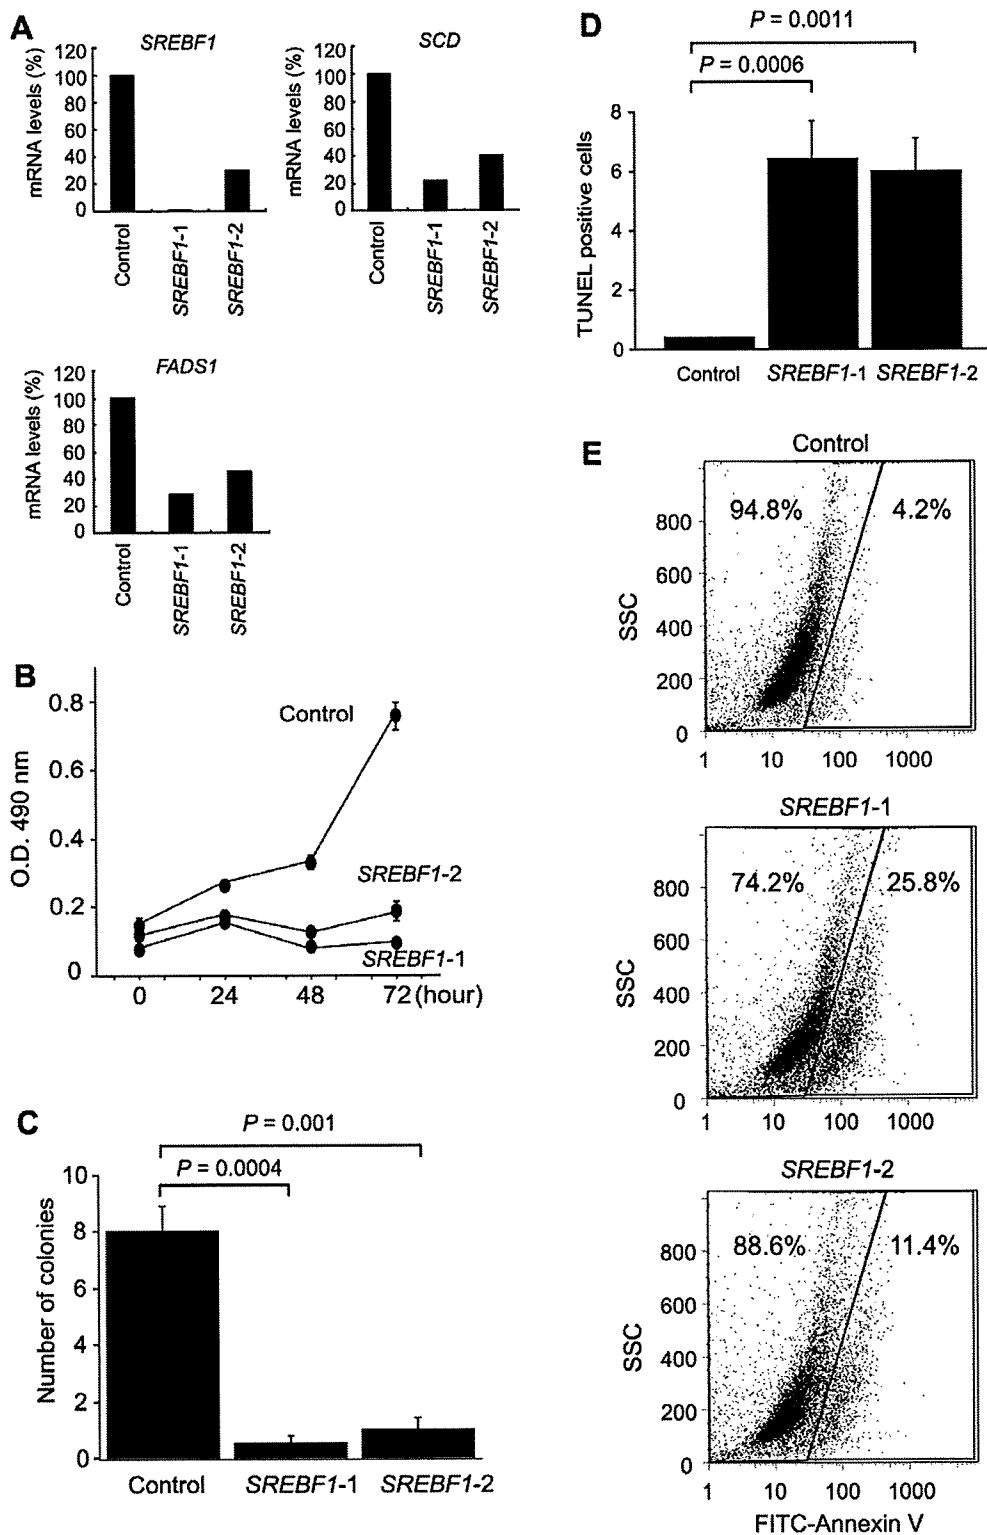 A
SREBF1
mRNA levels (%)
120
100
80
60
40
20
0
Control
SREBF1-1
SREBF1-2
SCD
mRNA levels (%)
120
100
80
60
40
20
0
Control
SREBF1-1
SREBF1-2
FADS1
mRNA levels (%)
120
100
80
60
40
20
0
Control
SREBF1-1
SREBF1-2
B
O.D. 490 nm
0.8
0.6
0.4
0.2
0
Control
SREBF1-2
SREBF1-1
0 24 48 72 (hour)
C
P = 0.001
P = 0.0004
Number of colonies
10
8
6
4
2
0
Control SREBF1-1 SREBF1-2
D
P = 0.0011
P = 0.0006
TUNEL positive cells
8
6
4
2
0
Control SREBF1-1 SREBF1-2
E
Control
94.8% 4.2%
SSC
800
600
400
200
0
1 10 100 1000
SREBF1-1
74.2% 25.8%
SSC
800
600
400
200
0
1 10 100 1000
SREBF1-2
88.6% 11.4%
SSC
800
600
400
200
0
1 10 100 1000
FITC-Annexin V